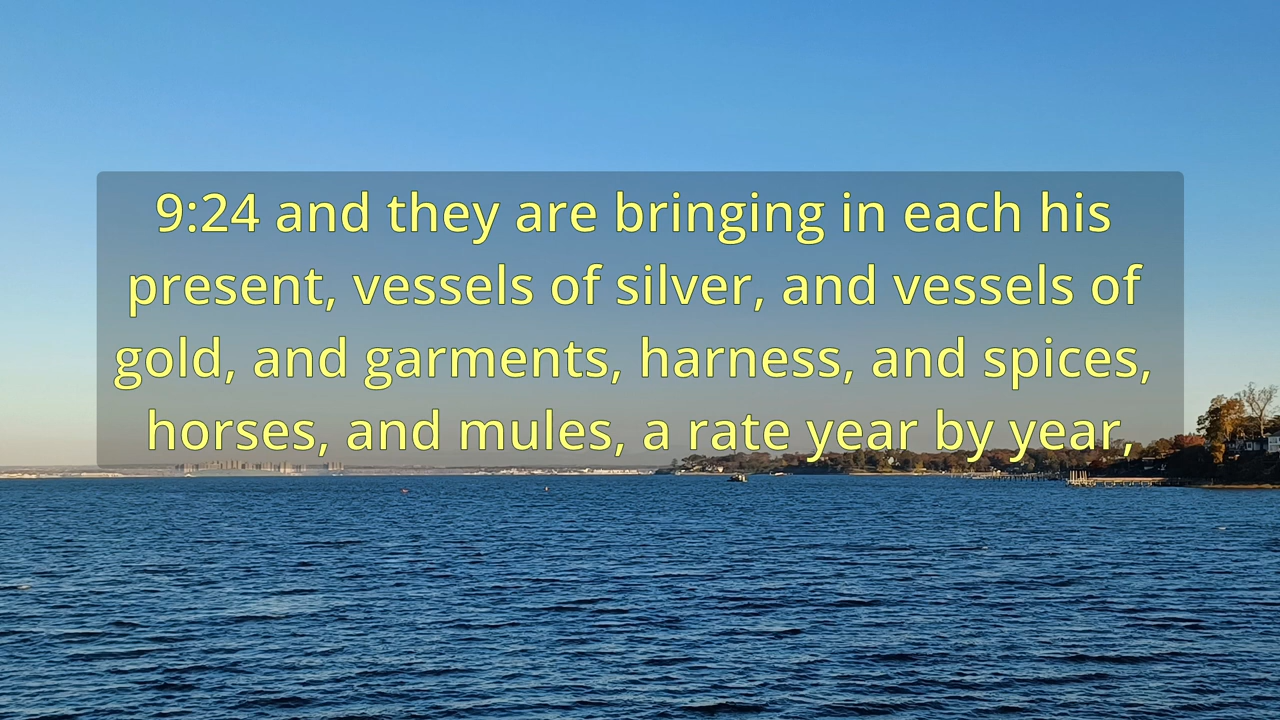 9:24 and they are bringing in each his
present, vessels of silver, and vessels of
gold, and garments, harness, and spices,
horses, and mules, a rate year by year,